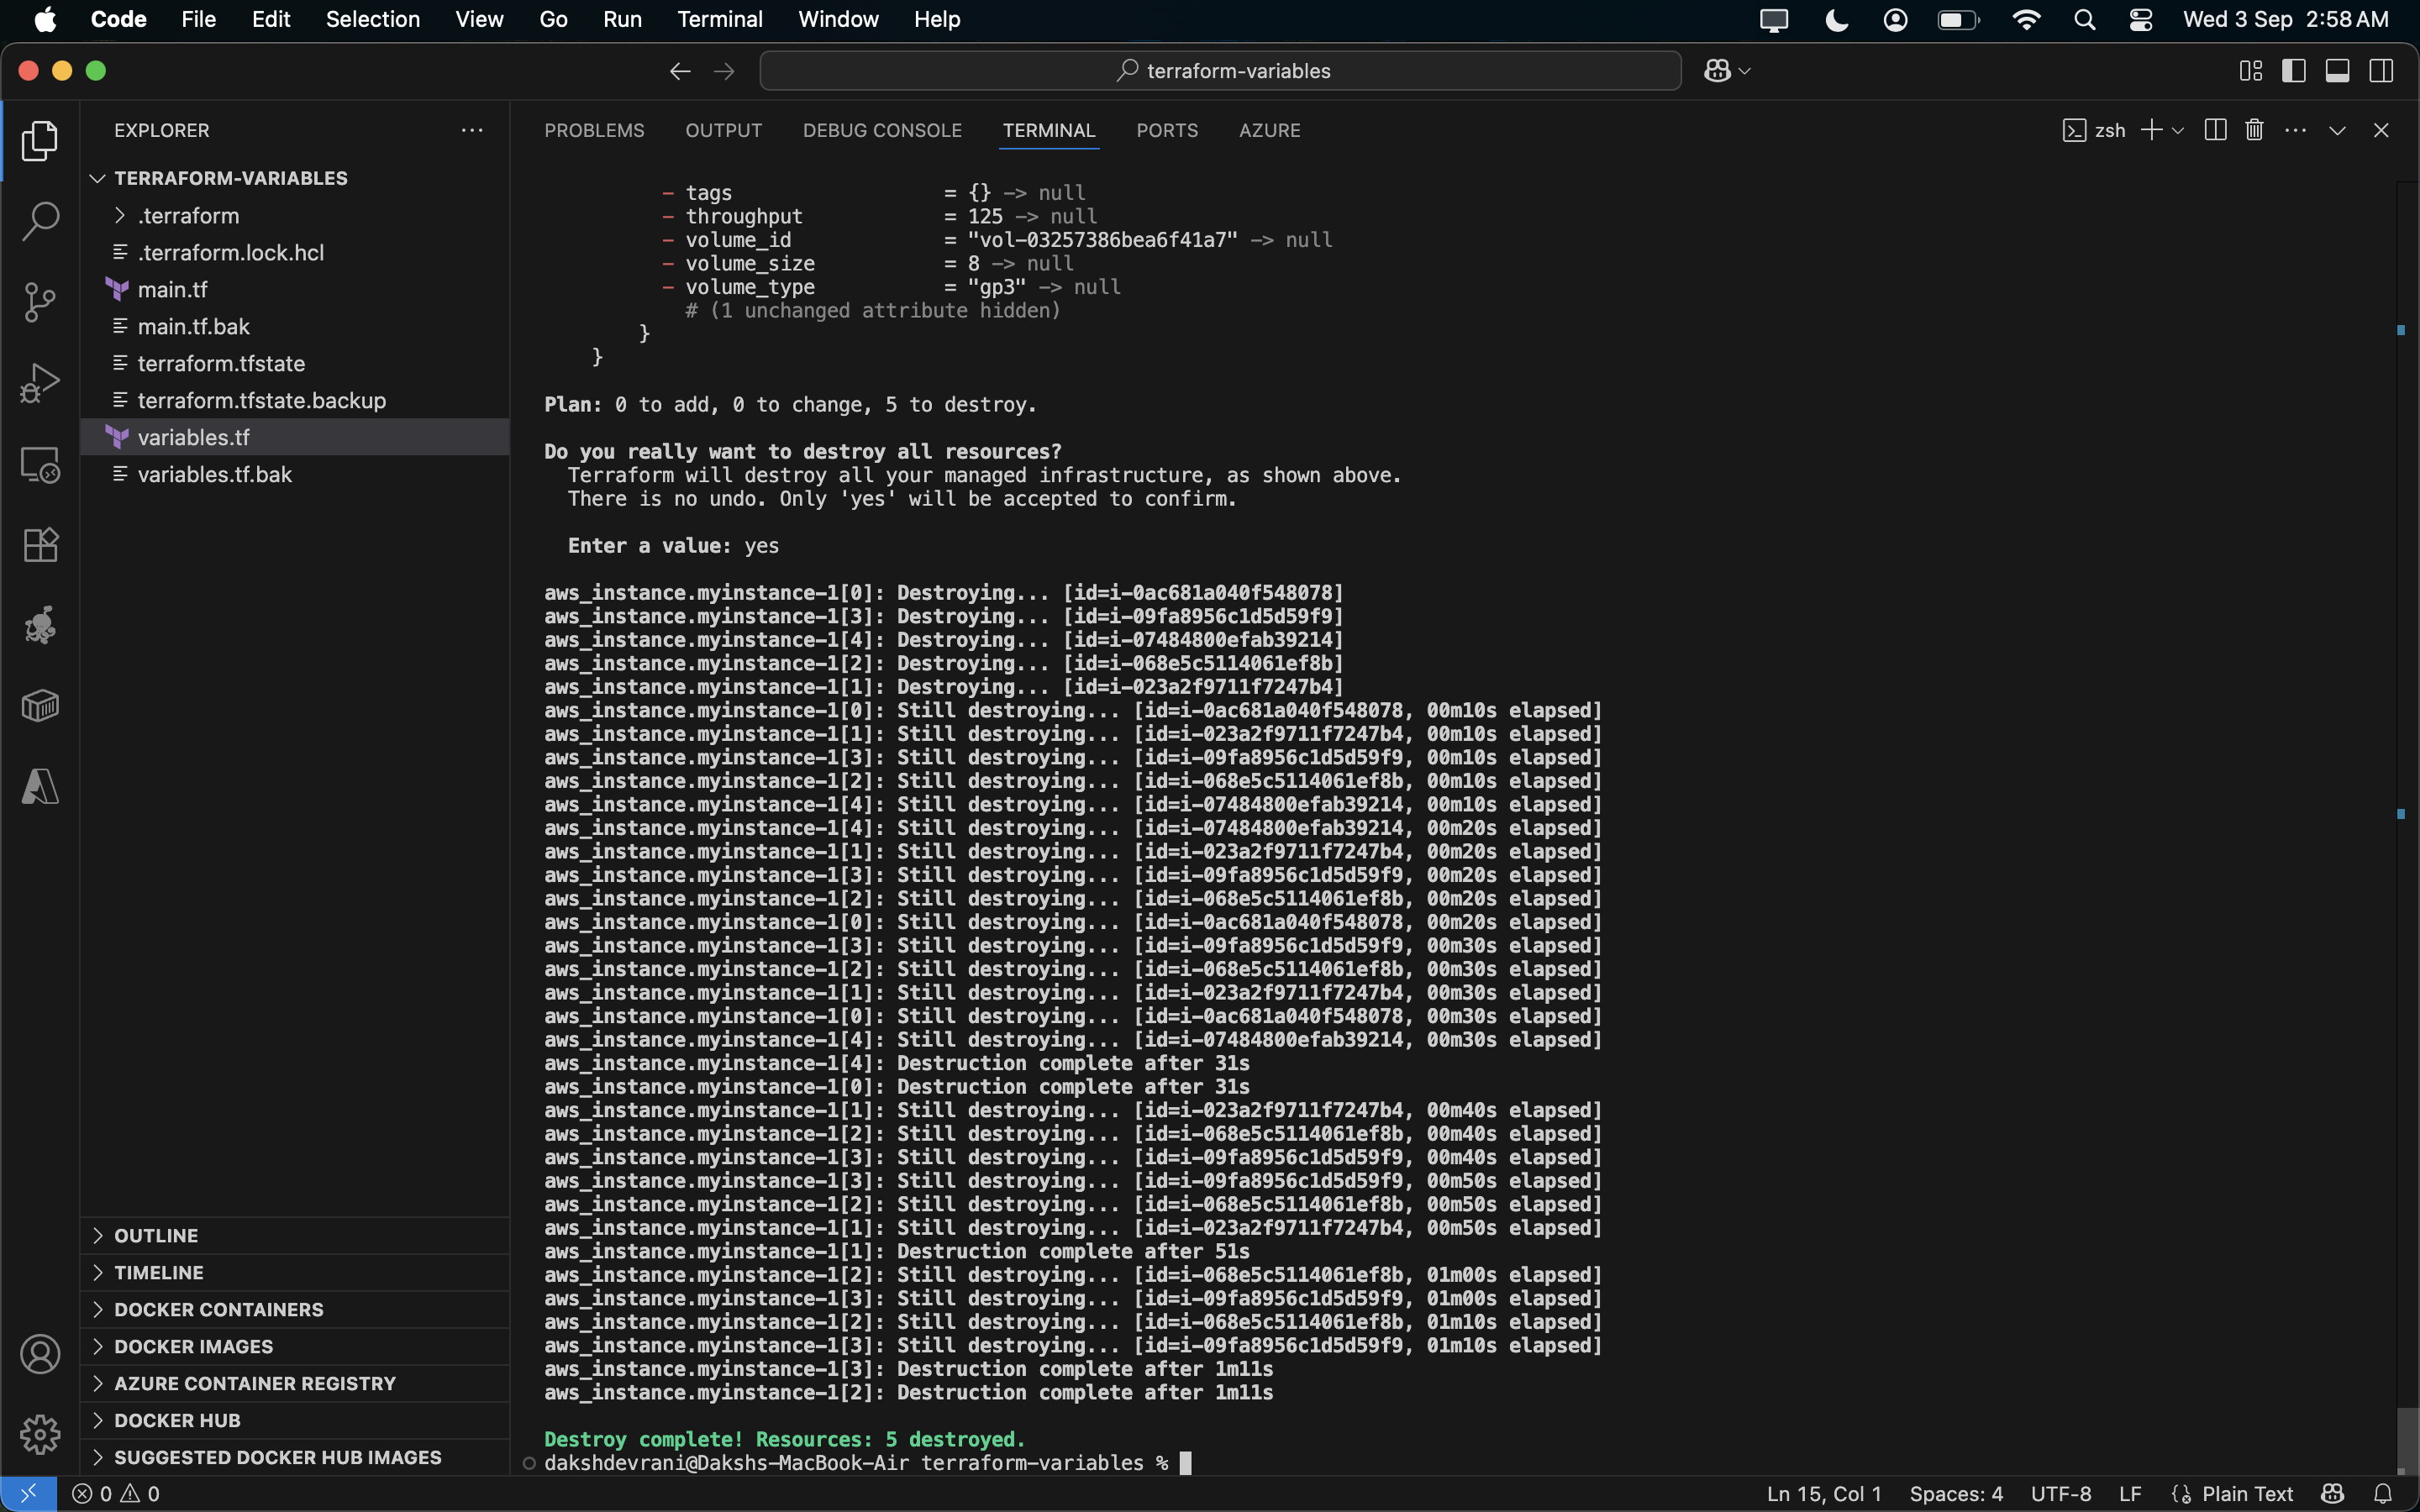 Code File Edit Selection View Go Run Terminal Window Help Wed 3 Sep 2:58 AM
terraform-variables
EXPLORER
PROBLEMS OUTPUT DEBUG CONSOLE TERMINAL PORTS AZURE zsh
TERRAFORM-VARIABLES
.terraform
.terraform.lock.hcl
main.tf
main.tf.bak
terraform.tfstate
terraform.tfstate.backup
variables.tf
variables.tf.bak
OUTLINE
TIMELINE
DOCKER CONTAINERS
DOCKER IMAGES
AZURE CONTAINER REGISTRY
DOCKER HUB
SUGGESTED DOCKER HUB IMAGES
- tags = {} -> null
- throughput = 125 -> null
- volume_id = "vol-03257386bea6f41a7" -> null
- volume_size = 8 -> null
- volume_type = "gp3" -> null
# (1 unchanged attribute hidden)
}
}
Plan: 0 to add, 0 to change, 5 to destroy.
Do you really want to destroy all resources?
Terraform will destroy all your managed infrastructure, as shown above.
There is no undo. Only 'yes' will be accepted to confirm.
Enter a value: yes
aws_instance.myinstance-1[0]: Destroying... [id=i-0ac681a040f548078]
aws_instance.myinstance-1[3]: Destroying... [id=i-09fa8956c1d5d59f9]
aws_instance.myinstance-1[4]: Destroying... [id=i-07484800efab39214]
aws_instance.myinstance-1[2]: Destroying... [id=i-068e5c5114061ef8b]
aws_instance.myinstance-1[1]: Destroying... [id=i-023a2f9711f7247b4]
aws_instance.myinstance-1[0]: Still destroying... [id=i-0ac681a040f548078, 00m10s elapsed]
aws_instance.myinstance-1[1]: Still destroying... [id=i-023a2f9711f7247b4, 00m10s elapsed]
aws_instance.myinstance-1[3]: Still destroying... [id=i-09fa8956c1d5d59f9, 00m10s elapsed]
aws_instance.myinstance-1[2]: Still destroying... [id=i-068e5c5114061ef8b, 00m10s elapsed]
aws_instance.myinstance-1[4]: Still destroying... [id=i-07484800efab39214, 00m10s elapsed]
aws_instance.myinstance-1[4]: Still destroying... [id=i-07484800efab39214, 00m20s elapsed]
aws_instance.myinstance-1[1]: Still destroying... [id=i-023a2f9711f7247b4, 00m20s elapsed]
aws_instance.myinstance-1[3]: Still destroying... [id=i-09fa8956c1d5d59f9, 00m20s elapsed]
aws_instance.myinstance-1[2]: Still destroying... [id=i-068e5c5114061ef8b, 00m20s elapsed]
aws_instance.myinstance-1[0]: Still destroying... [id=i-0ac681a040f548078, 00m20s elapsed]
aws_instance.myinstance-1[3]: Still destroying... [id=i-09fa8956c1d5d59f9, 00m30s elapsed]
aws_instance.myinstance-1[2]: Still destroying... [id=i-068e5c5114061ef8b, 00m30s elapsed]
aws_instance.myinstance-1[1]: Still destroying... [id=i-023a2f9711f7247b4, 00m30s elapsed]
aws_instance.myinstance-1[0]: Still destroying... [id=i-0ac681a040f548078, 00m30s elapsed]
aws_instance.myinstance-1[4]: Still destroying... [id=i-07484800efab39214, 00m30s elapsed]
aws_instance.myinstance-1[4]: Destruction complete after 31s
aws_instance.myinstance-1[0]: Destruction complete after 31s
aws_instance.myinstance-1[1]: Still destroying... [id=i-023a2f9711f7247b4, 00m40s elapsed]
aws_instance.myinstance-1[2]: Still destroying... [id=i-068e5c5114061ef8b, 00m40s elapsed]
aws_instance.myinstance-1[3]: Still destroying... [id=i-09fa8956c1d5d59f9, 00m40s elapsed]
aws_instance.myinstance-1[3]: Still destroying... [id=i-09fa8956c1d5d59f9, 00m50s elapsed]
aws_instance.myinstance-1[2]: Still destroying... [id=i-068e5c5114061ef8b, 00m50s elapsed]
aws_instance.myinstance-1[1]: Still destroying... [id=i-023a2f9711f7247b4, 00m50s elapsed]
aws_instance.myinstance-1[1]: Destruction complete after 51s
aws_instance.myinstance-1[2]: Still destroying... [id=i-068e5c5114061ef8b, 01m00s elapsed]
aws_instance.myinstance-1[3]: Still destroying... [id=i-09fa8956c1d5d59f9, 01m00s elapsed]
aws_instance.myinstance-1[2]: Still destroying... [id=i-068e5c5114061ef8b, 01m10s elapsed]
aws_instance.myinstance-1[3]: Still destroying... [id=i-09fa8956c1d5d59f9, 01m10s elapsed]
aws_instance.myinstance-1[3]: Destruction complete after 1m11s
aws_instance.myinstance-1[2]: Destruction complete after 1m11s
Destroy complete! Resources: 5 destroyed.
dakshdevrani@Dakshs-MacBook-Air terraform-variables %
0 0 Ln 15, Col 1 Spaces: 4 UTF-8 LF Plain Text